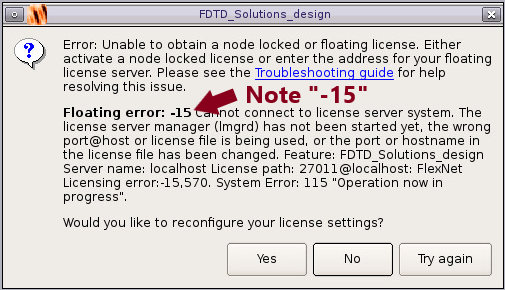 FDTD_Solutions_design
Error: Unable to obtain a node locked or floating license. Either
activate a node locked license or enter the address for your floating
license server. Please see the Troubleshooting guide for help
resolving this issue.
Note "-15"
Floating error: -15 Cannot connect to license server system. The
license server manager (lmgrd) has not been started yet, the wrong
port@host or license file is being used, or the port or hostname in
the license file has been changed. Feature: FDTD_Solutions_design
Server name: localhost License path: 27011@localhost: FlexNet
Licensing error:-15,570. System Error: 115 "Operation now in
progress".
Would you like to reconfigure your license settings?
Yes
No
Try again